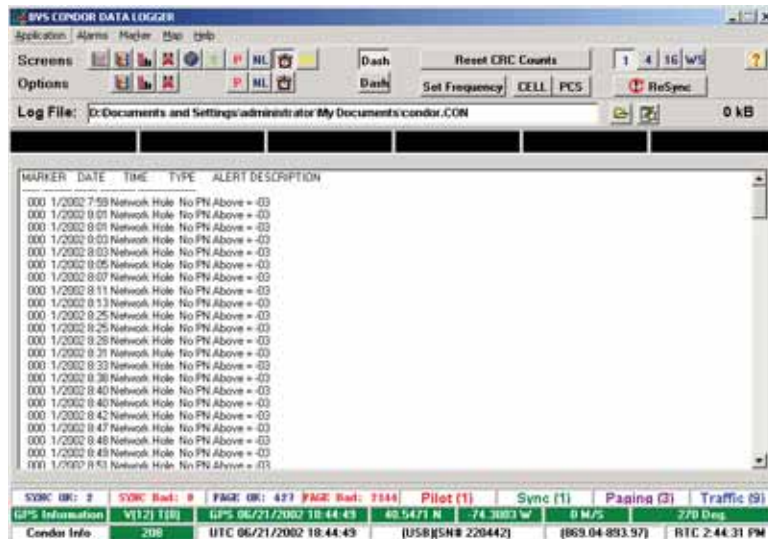 BVS CONDOR DATA LOGGER
Application Alarms Marker Map Help
Screens P NL Dash Reset CRC Counts 1 4 16 WS ?
Options P NL Dash Set Frequency CELL PCS ReSync
Log File: D:Documents and Settings\administrator\My Documents\condor.CON 0 kB
MARKER DATE TIME TYPE ALERT DESCRIPTION
000 1/2002 7:59 Network Hole No PN Above = -03
000 1/2002 8:01 Network Hole No PN Above = -03
000 1/2002 8:01 Network Hole No PN Above = -03
000 1/2002 8:03 Network Hole No PN Above = -03
000 1/2002 8:03 Network Hole No PN Above = -03
000 1/2002 8:05 Network Hole No PN Above = -03
000 1/2002 8:07 Network Hole No PN Above = -03
000 1/2002 8:11 Network Hole No PN Above = -03
000 1/2002 8:13 Network Hole No PN Above = -03
000 1/2002 8:25 Network Hole No PN Above = -03
000 1/2002 8:25 Network Hole No PN Above = -03
000 1/2002 8:28 Network Hole No PN Above = -03
000 1/2002 8:31 Network Hole No PN Above = -03
000 1/2002 8:33 Network Hole No PN Above = -03
000 1/2002 8:38 Network Hole No PN Above = -03
000 1/2002 8:40 Network Hole No PN Above = -03
000 1/2002 8:40 Network Hole No PN Above = -03
000 1/2002 8:42 Network Hole No PN Above = -03
000 1/2002 8:47 Network Hole No PN Above = -03
000 1/2002 8:48 Network Hole No PN Above = -03
000 1/2002 8:49 Network Hole No PN Above = -03
000 1/2002 8:51 Network Hole No PN Above = -03
SYNC OK: 2 SYNC Bad: 0 PAGE OK: 427 PAGE Bad: Pilot (1) Sync (1) Paging (3) Traffic (9)
GPS Information V(12) T(8) GPS 06/21/2002 18:44:49 40.5471 N -74.3003 W 0 M/S 270 Deg.
Condor Info 208 UTC 06/21/2002 18:44:49 (USB)(SN# 220442) (869.04-893.97) RTC 2:44:31 PM